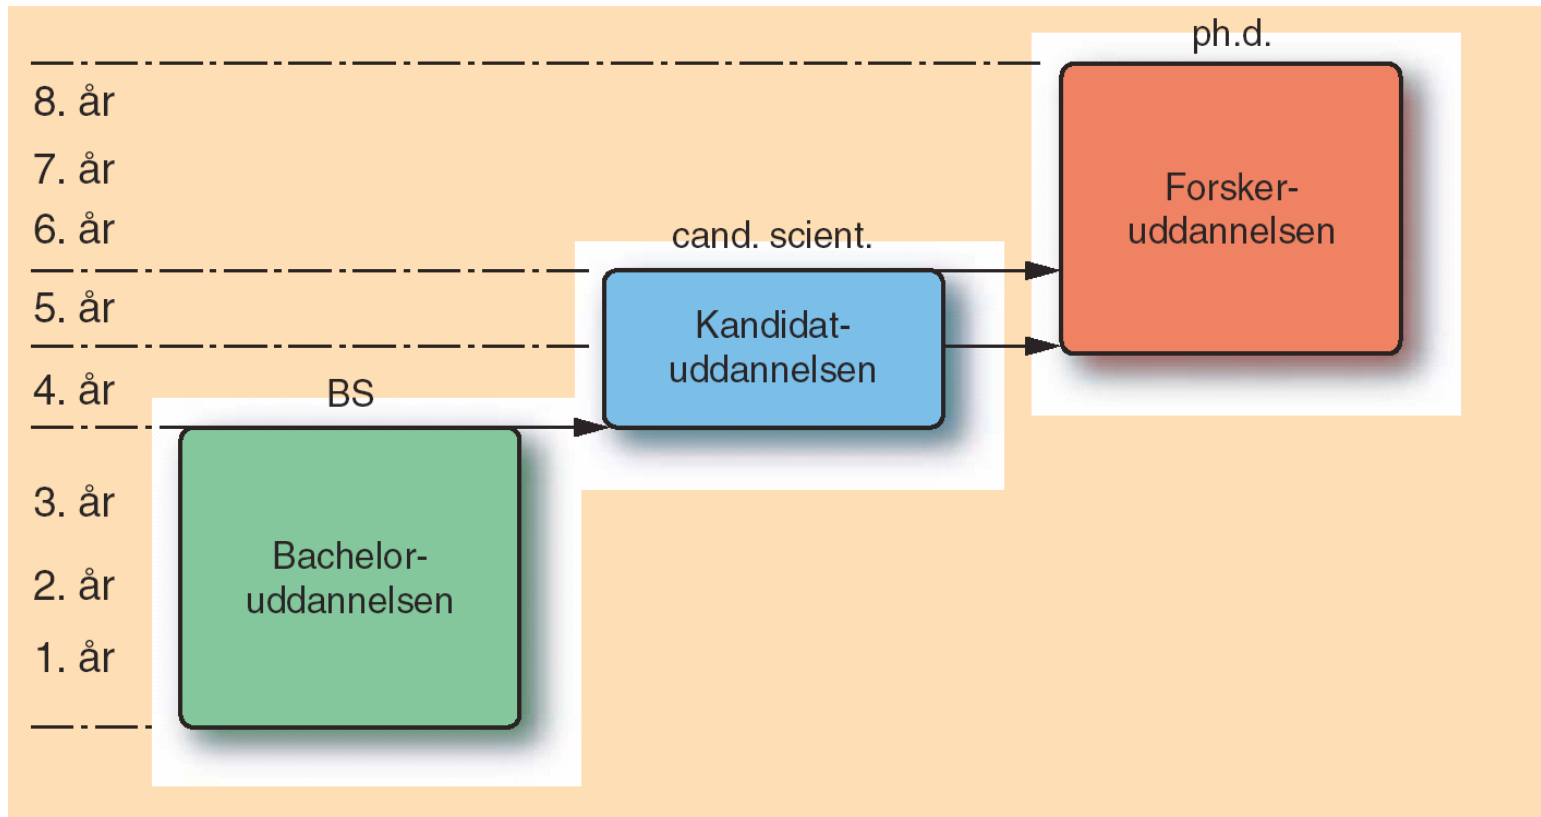 ph.d.
8. år
7. år
Forsker-
uddannelsen
6. år
cand. scient.
5. år
Kandidat-
uddannelsen
4. år
BS
3. år
Bachelor-
uddannelsen
2. år
1. år